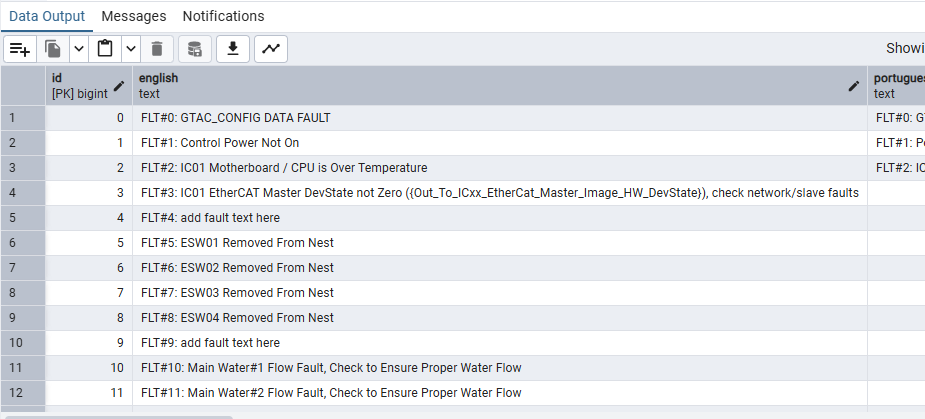 Data Output Messages Notifications
Showi
id english portugues
[PK] bigint text text
1 0 FLT#0: GTAC_CONFIG DATA FAULT FLT#0: G
2 1 FLT#1: Control Power Not On FLT#1: P
3 2 FLT#2: IC01 Motherboard / CPU is Over Temperature FLT#2: IC
4 3 FLT#3: IC01 EtherCAT Master DevState not Zero ({Out_To_ICxx_EtherCat_Master_Image_HW_DevState}), check network/slave faults
5 4 FLT#4: add fault text here
6 5 FLT#5: ESW01 Removed From Nest
7 6 FLT#6: ESW02 Removed From Nest
8 7 FLT#7: ESW03 Removed From Nest
9 8 FLT#8: ESW04 Removed From Nest
10 9 FLT#9: add fault text here
11 10 FLT#10: Main Water#1 Flow Fault, Check to Ensure Proper Water Flow
12 11 FLT#11: Main Water#2 Flow Fault, Check to Ensure Proper Water Flow